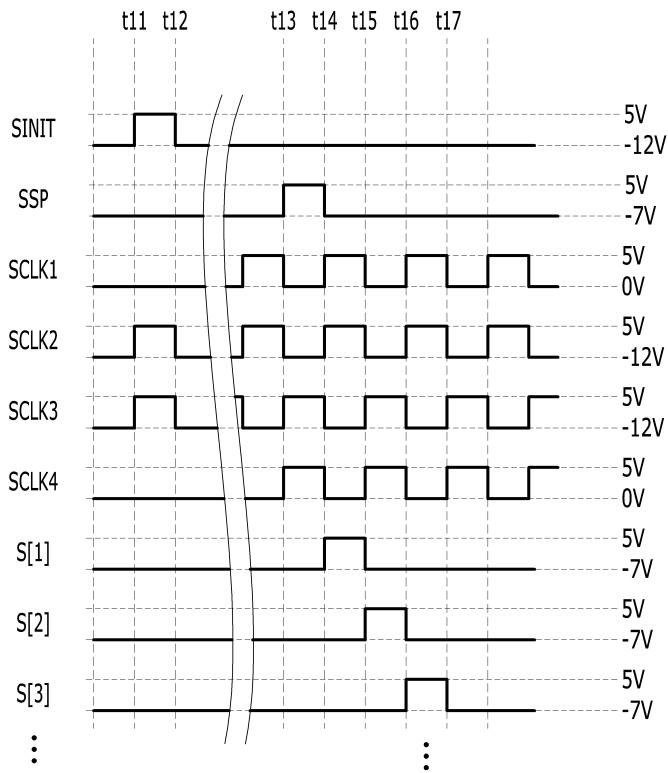 t11 t12 t13 t14 t15 t16 t17
SINIT 5V
-12V
SSP 5V
-7V
SCLK1 5V
0V
SCLK2 5V
-12V
SCLK3 5V
-12V
SCLK4 5V
0V
S[1] 5V
-7V
S[2] 5V
-7V
S[3] 5V
-7V